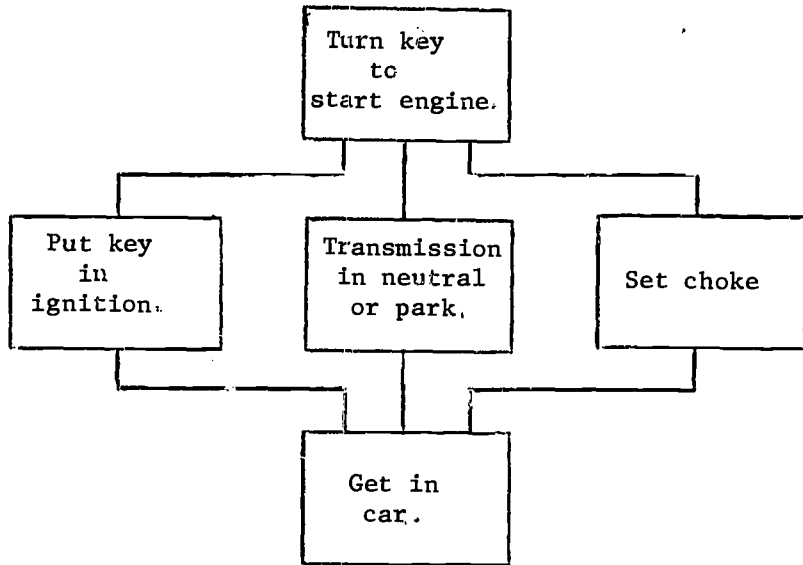 Turn key
to
start engine.
Put key
in
ignition.
Transmission
in neutral
or park.
Set choke
Get in
car.